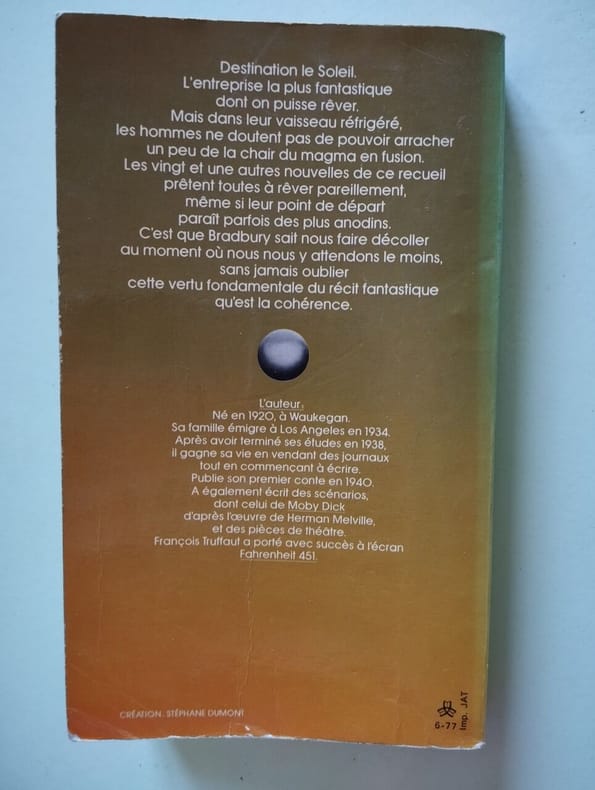 Destination le Soleil.
L'entreprise la plus fantastique
dont on puisse rêver.
Mais dans leur vaisseau réfrigéré,
les hommes ne doutent pas de pouvoir arracher
un peu de la chair du magma en fusion.
Les vingt et une autres nouvelles de ce recueil
prêtent toutes à rêver pareillement,
même si leur point de départ
paraît parfois des plus anodins.
C'est que Bradbury sait nous faire décoller
au moment où nous nous y attendons le moins,
sans jamais oublier
cette vertu fondamentale du récit fantastique
qu'est la cohérence.
L'auteur:
Né en 1920, à Waukegan.
Sa famille émigre à Los Angeles en 1934.
Après avoir terminé ses études en 1938,
il gagne sa vie en vendant des journaux
tout en commençant à écrire.
Publie son premier conte en 1940.
A également écrit des scénarios,
dont celui de Moby Dick
d'après l'œuvre de Herman Melville,
et des pièces de théâtre.
François Truffaut a porté avec succès à l'écran
Fahrenheit 451.
CRÉATION: STÉPHANE DUMONT
6-77
Imp. JAT